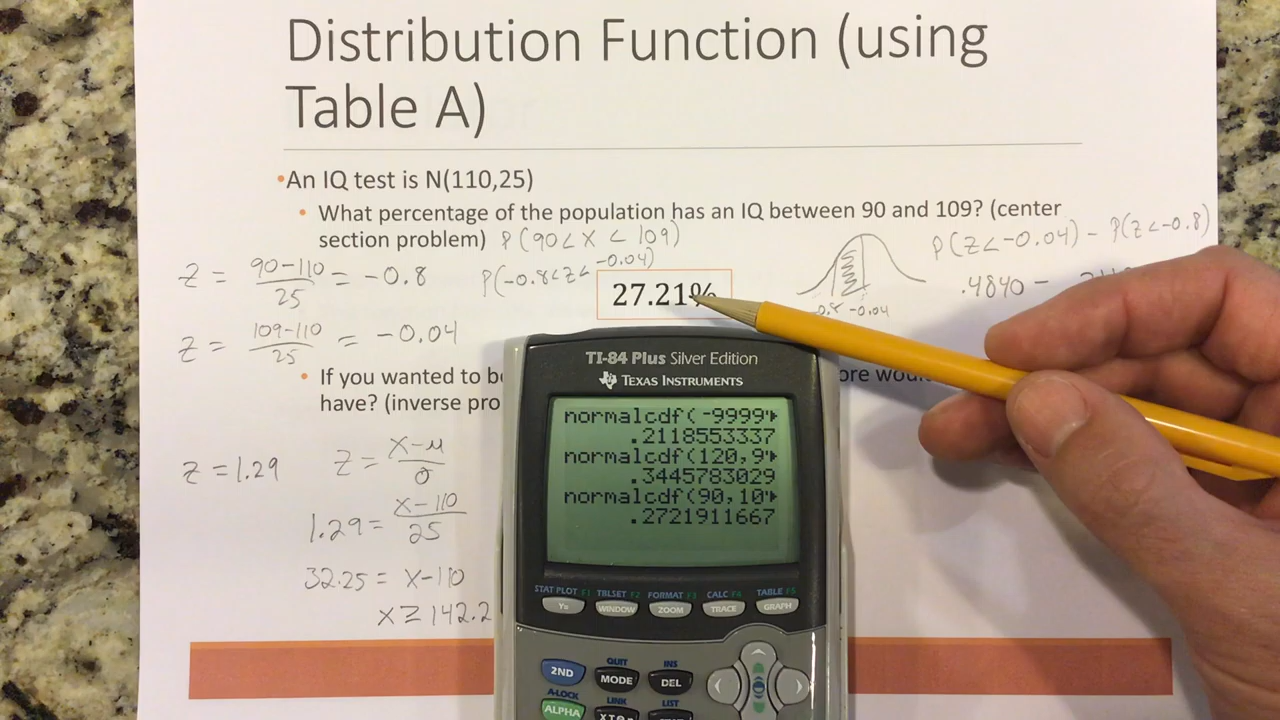 Distribution Function (using
Table A)
•An IQ test is N(110,25)
• What percentage of the population has an IQ between 90 and 109? (center
section problem) P(90<X<109)
P(Z<-0.04) - P(Z<-0.8)
Z = 90-110/25 = -0.8
P(-0.8<Z<-0.04)
27.21%
.4840 -
-0.8 -0.04
Z = 109-110/25 = -0.04
• If you wanted to
have? (inverse
Z = 1.29
Z = X-μ/σ
1.29 = X-110/25
32.25 = X-110
X ≥ 142.2
TI-84 Plus Silver Edition
TEXAS INSTRUMENTS
normalcdf(-9999
.2118553337
normalcdf(120,9
.3445783029
normalcdf(90,10
.2721911667
STAT PLOT F1 TBLSET F2 FORMAT F3 CALC F4 TABLE F5
Y= WINDOW ZOOM TRACE GRAPH
QUIT INS
2ND MODE DEL
A-LOCK LINK LIST
ALPHA